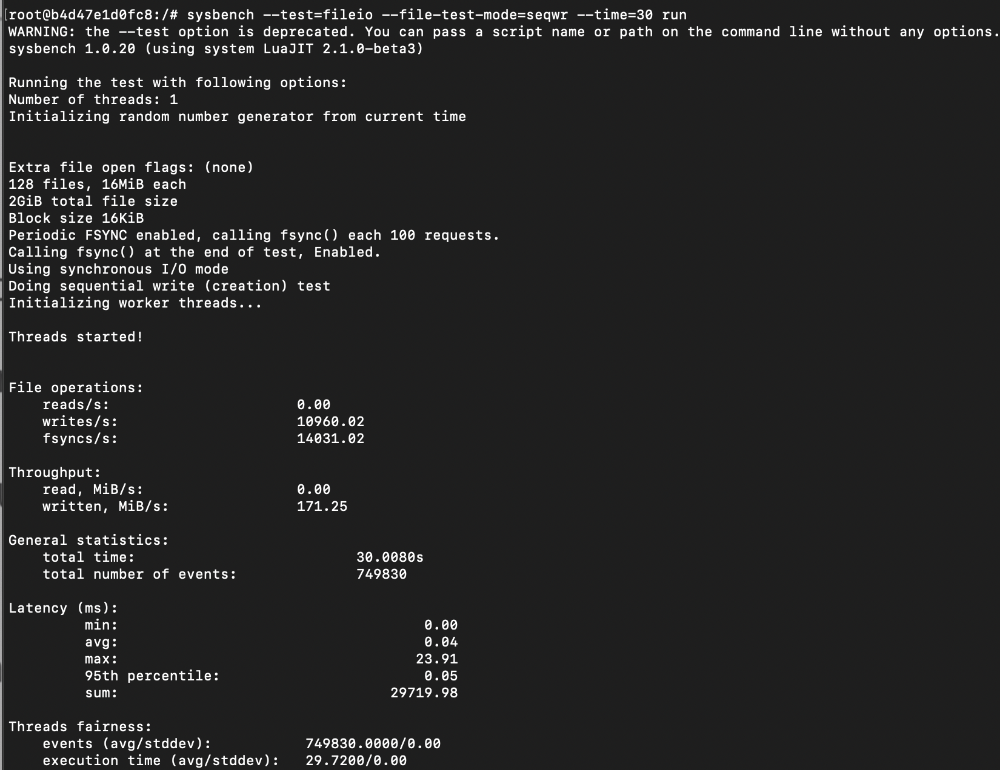 [root@b4d47e1d0fc8:/# sysbench --test=fileio --file-test-mode=seqwr --time=30 run
WARNING: the --test option is deprecated. You can pass a script name or path on the command line without any options.
sysbench 1.0.20 (using system LuaJIT 2.1.0-beta3)
Running the test with following options:
Number of threads: 1
Initializing random number generator from current time
Extra file open flags: (none)
128 files, 16MiB each
2GiB total file size
Block size 16KiB
Periodic FSYNC enabled, calling fsync() each 100 requests.
Calling fsync() at the end of test, Enabled.
Using synchronous I/O mode
Doing sequential write (creation) test
Initializing worker threads...
Threads started!
File operations:
reads/s: 0.00
writes/s: 10960.02
fsyncs/s: 14031.02
Throughput:
read, MiB/s: 0.00
written, MiB/s: 171.25
General statistics:
total time: 30.0080s
total number of events: 749830
Latency (ms):
min: 0.00
avg: 0.04
max: 23.91
95th percentile: 0.05
sum: 29719.98
Threads fairness:
events (avg/stddev): 749830.0000/0.00
execution time (avg/stddev): 29.7200/0.00